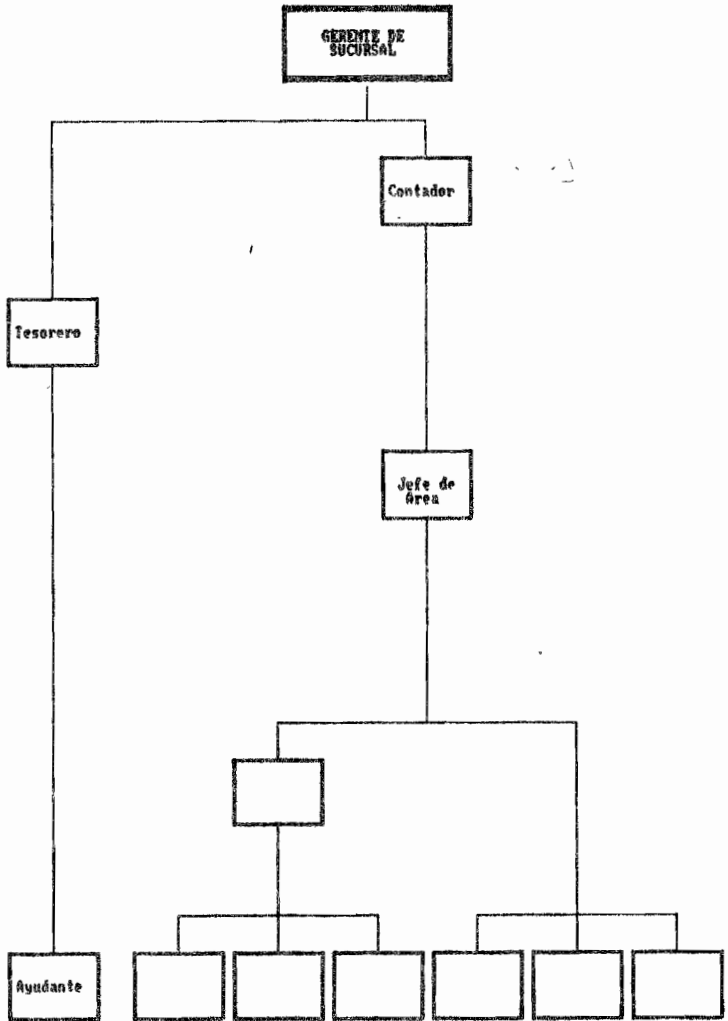 GERENTE DE
SUCURSAL
Contador
Tesorero
Jefe de
Area
Ayudante